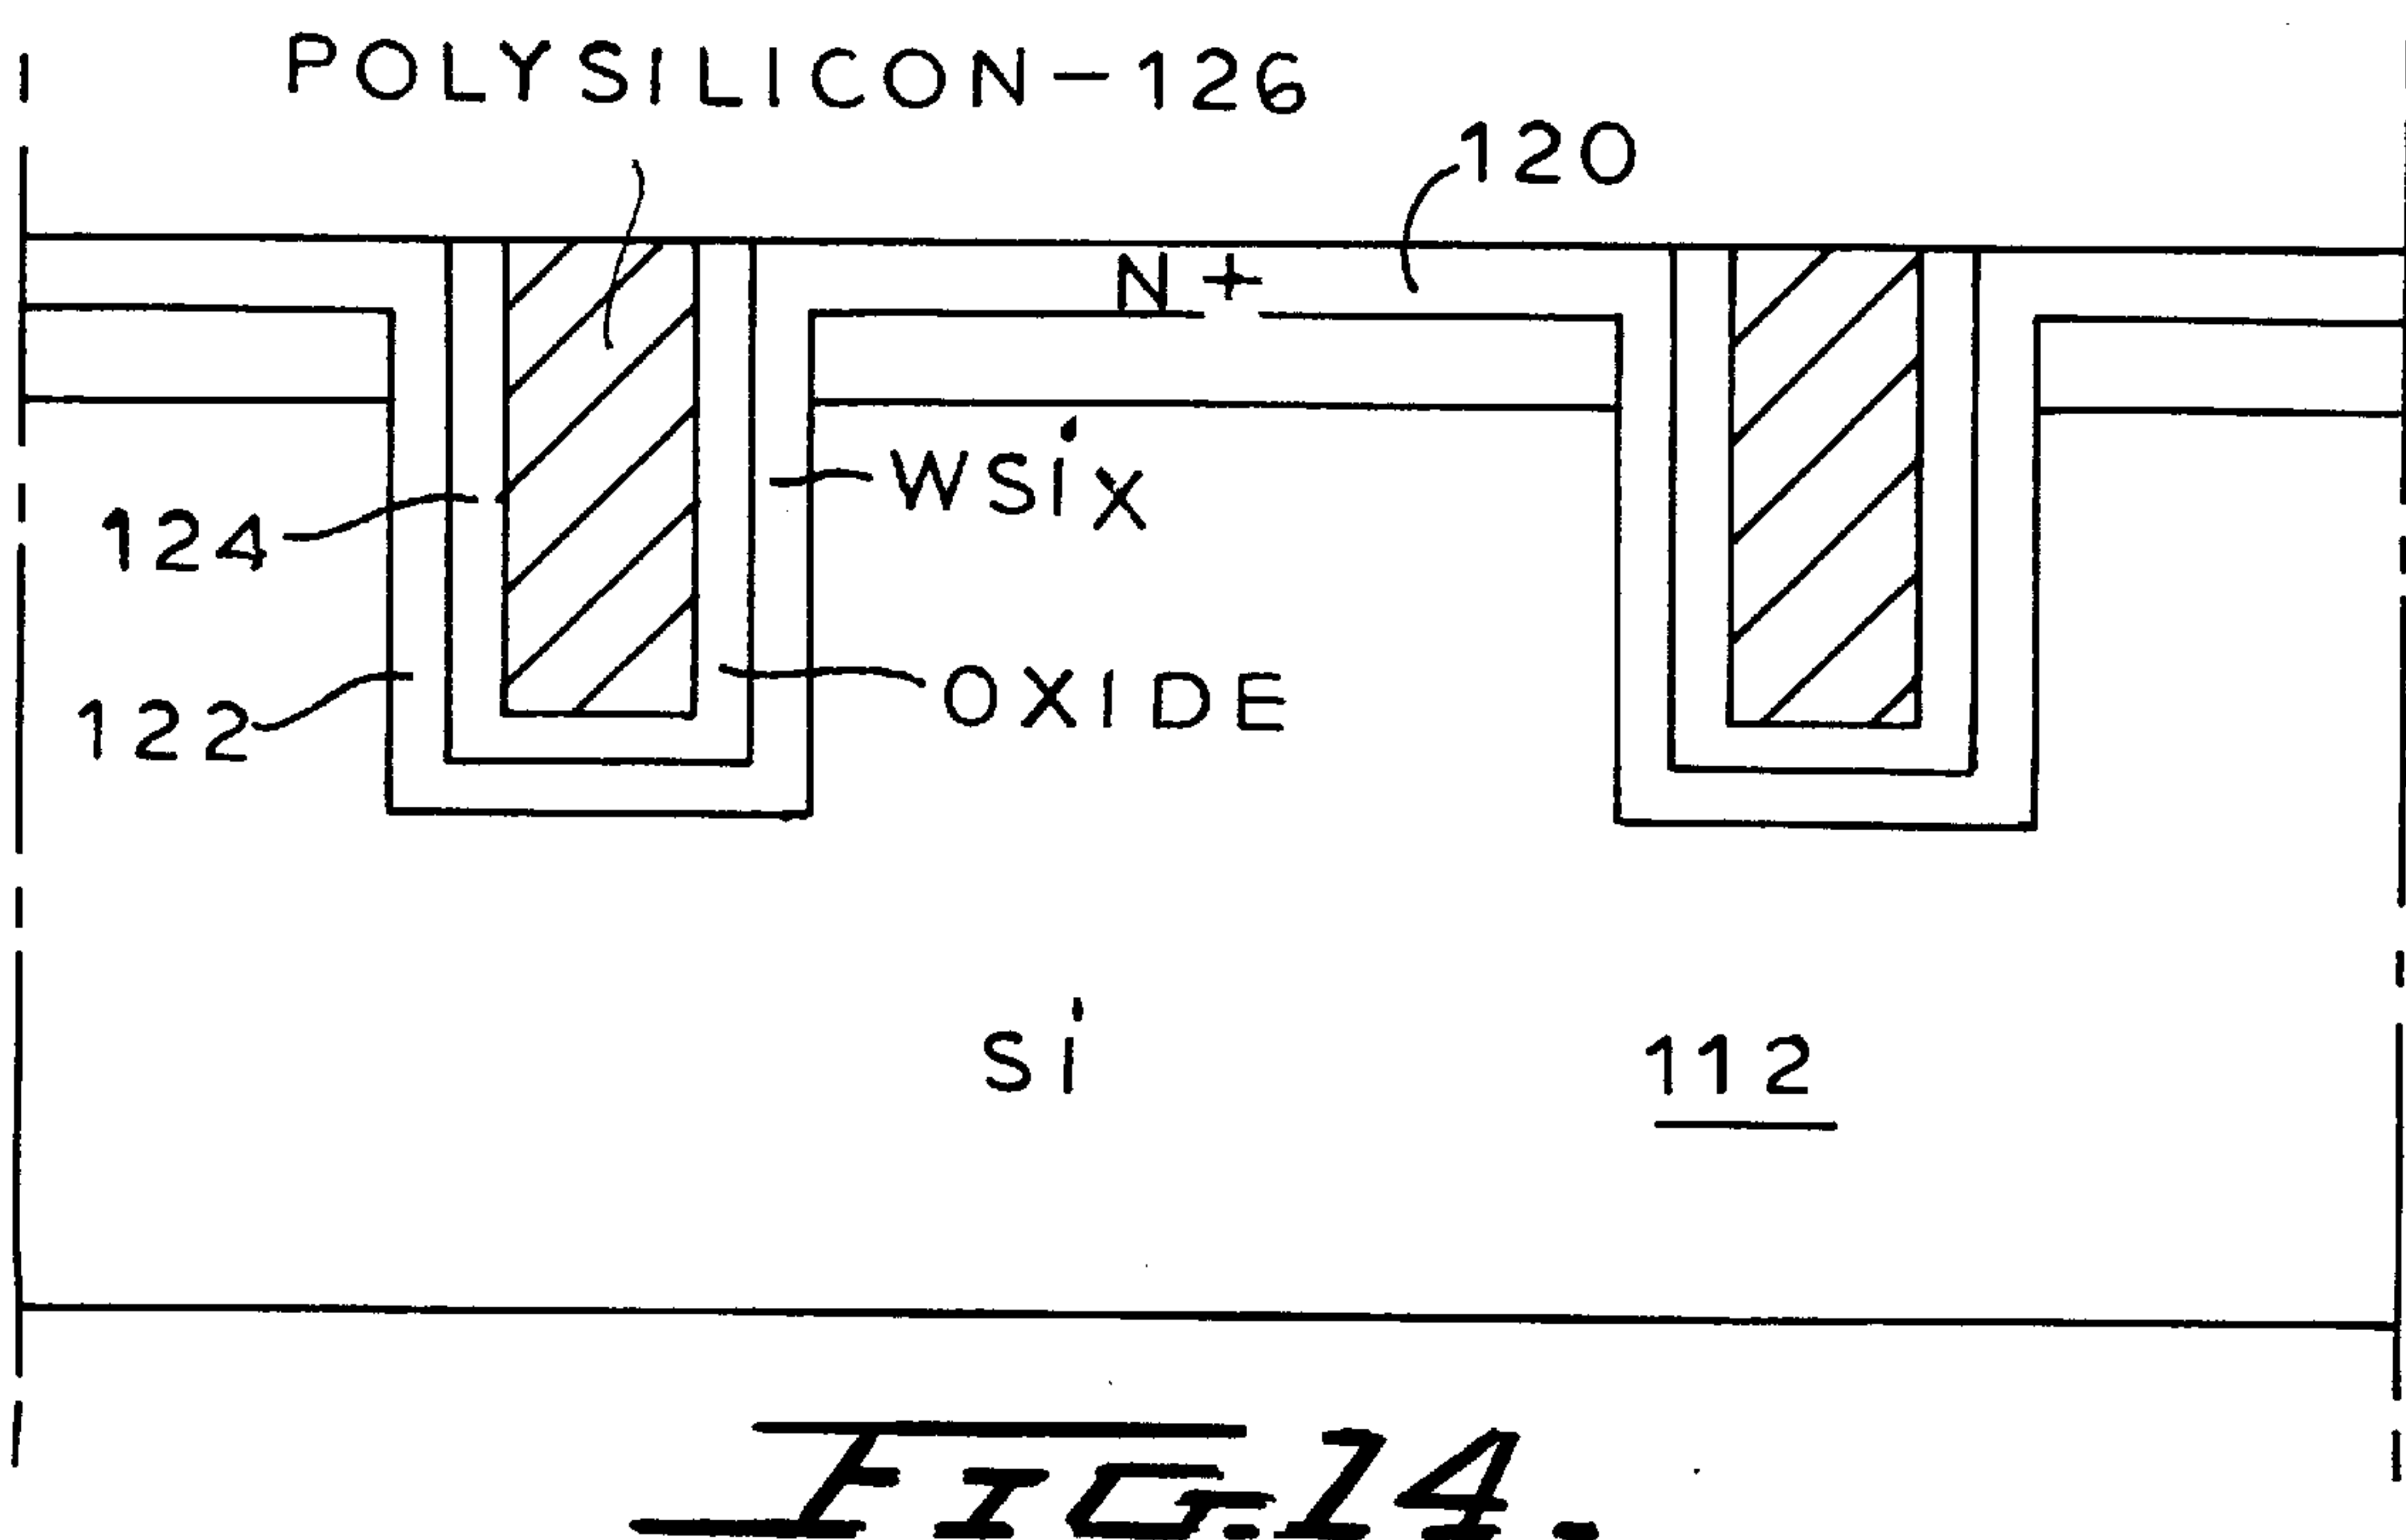 POLYSILICON-126
120
N+
WSix
124
OXIDE
122
Si
112
FIG.14.